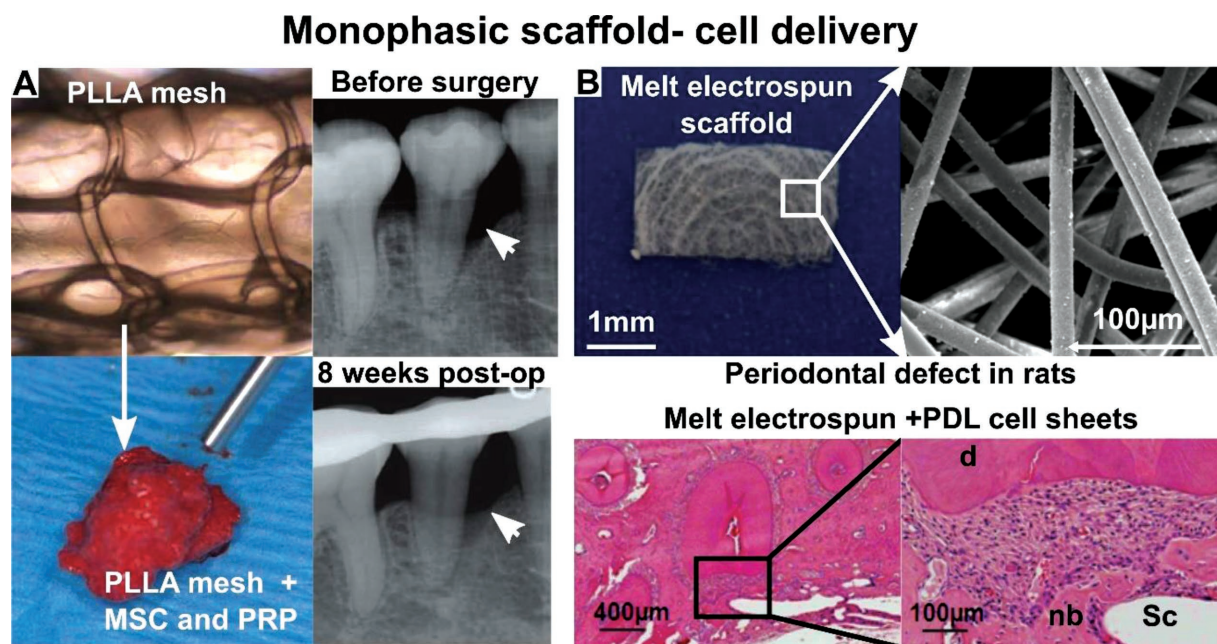 Monophasic scaffold- cell delivery
A
PLLA mesh
Before surgery
8 weeks post-op
PLLA mesh +
MSC and PRP
B
Melt electrospun
scaffold
1mm
100µm
Periodontal defect in rats
Melt electrospun +PDL cell sheets
400µm
d
nb
Sc
100µm